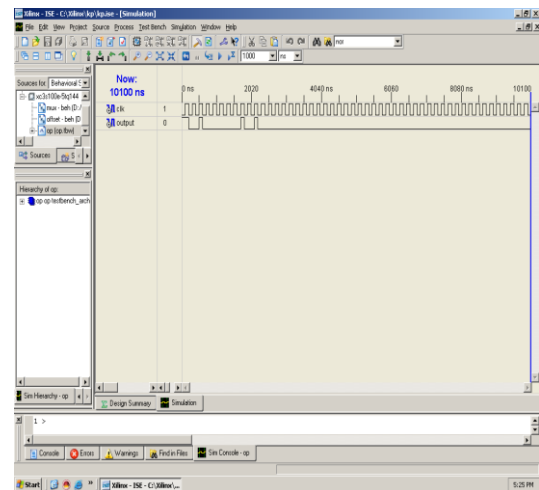 Xilinx - ISE - C:\Xilinx\kp\kp.ise - [Simulation]
File Edit View Project Source Process Test Bench Simulation Window Help
nor
1000 ns
Sources for: Behavioral S
xc3s100e-5tq144
mux - beh (D:/
offset - beh (D
op (op.tbw)
Sources
Hierarchy of op:
op op testbench_arch
Sim Hierarchy - op
Now:
10100 ns
0 ns 2020 4040 ns 6060 8080 ns 10100
clk 1
output 0
Design Summary Simulation
1 >
Console Errors Warnings Find in Files Sim Console - op
Start Xilinx - ISE - C:\Xilinx\... 5:25 PM